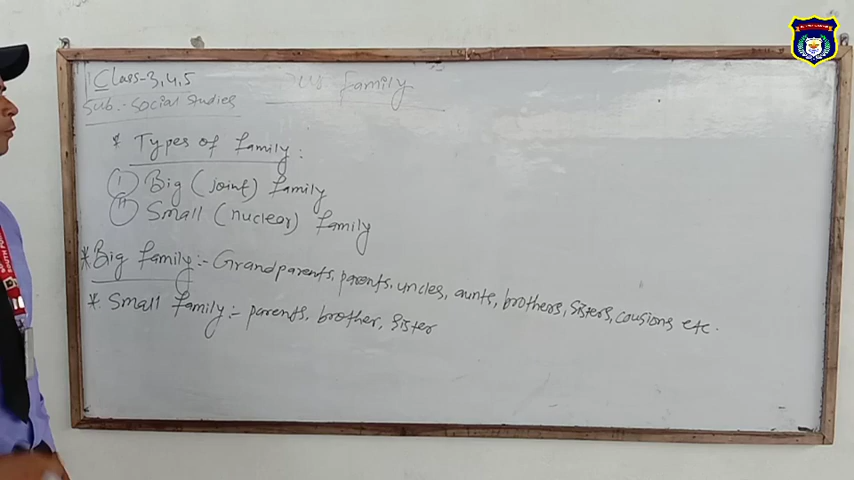 Class-3,4,5
Sub:- Social Studies
Our family
* Types of family:
I Big (joint) family
II Small (nuclear) family
* Big family:- Grandparents, parents, uncles, aunts, brothers, sisters, cousions etc.
* Small family:- parents, brother, sister